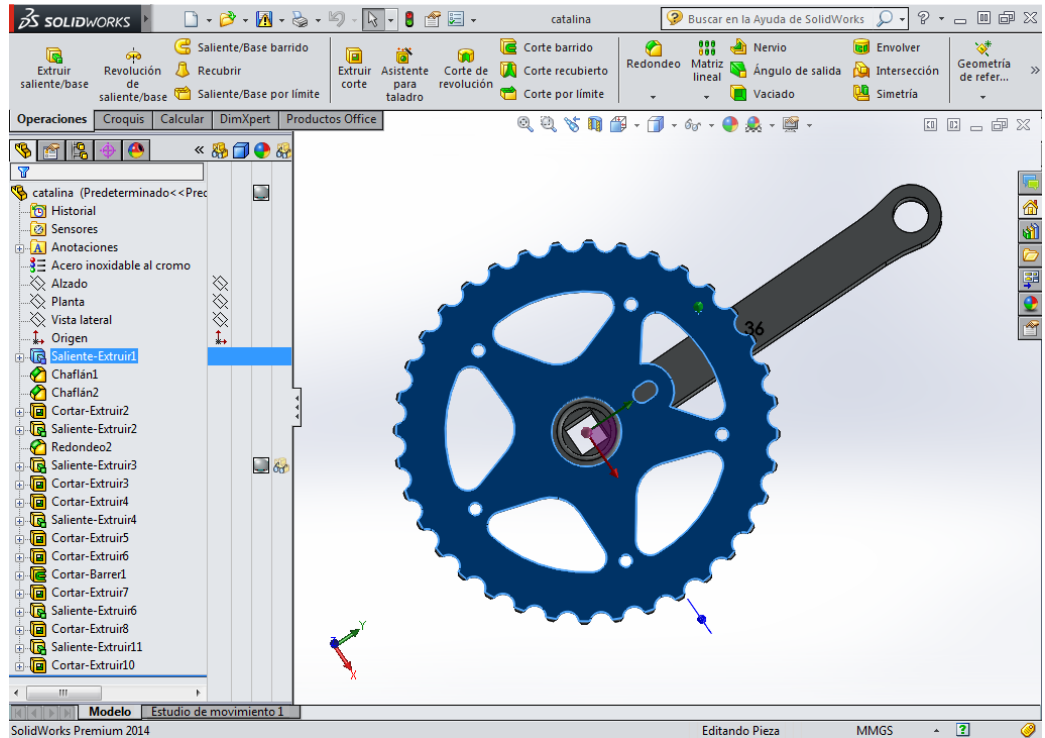 SOLIDWORKS
catalina
Buscar en la Ayuda de SolidWorks
Extruir saliente/base
Revolución de saliente/base
Saliente/Base barrido
Recubrir
Saliente/Base por límite
Extruir corte
Asistente para taladro
Corte de revolución
Corte barrido
Corte recubierto
Corte por límite
Redondeo
Matriz lineal
Nervio
Ángulo de salida
Vaciado
Envolver
Intersección
Simetría
Geometría de refer...
Operaciones Croquis Calcular DimXpert Productos Office
catalina (Predeterminado<<Prec
Historial
Sensores
Anotaciones
Acero inoxidable al cromo
Alzado
Planta
Vista lateral
Origen
Saliente-Extruir1
Chaflán1
Chaflán2
Cortar-Extruir2
Saliente-Extruir2
Redondeo2
Saliente-Extruir3
Cortar-Extruir3
Cortar-Extruir4
Saliente-Extruir4
Cortar-Extruir5
Cortar-Extruir6
Cortar-Barrer1
Cortar-Extruir7
Saliente-Extruir6
Cortar-Extruir8
Saliente-Extruir11
Cortar-Extruir10
36
Y
X
Modelo Estudio de movimiento 1
SolidWorks Premium 2014 Editando Pieza MMGS